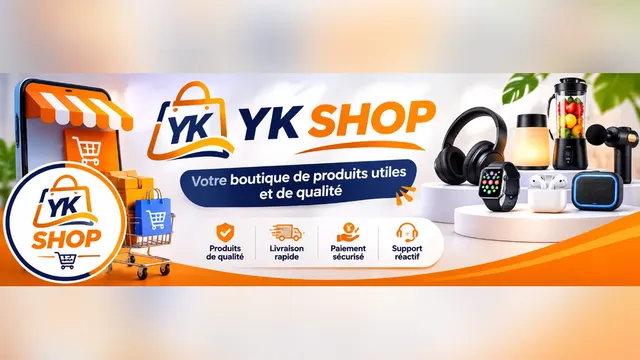 YK
YK SHOP
Votre boutique de produits utiles
et de qualité
YK
SHOP
Produits
de qualité
Livraison
rapide
Paiement
sécurisé
Support
réactif